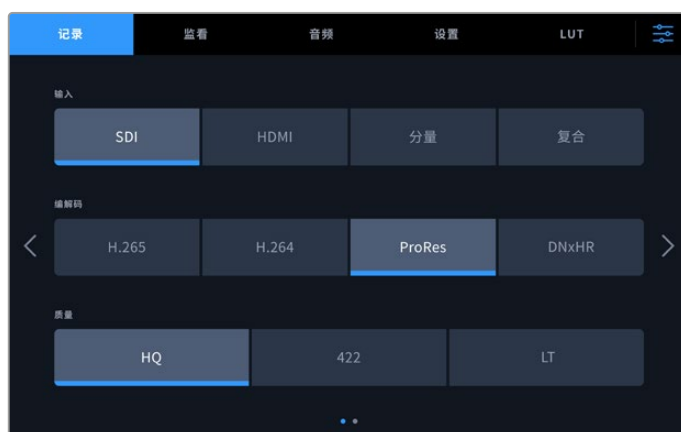 记录 监看 音频 设置 LUT
输入
SDI HDMI 分量 复合
编解码
H.265 H.264 ProRes DNxHR
质量
HQ 422 LT